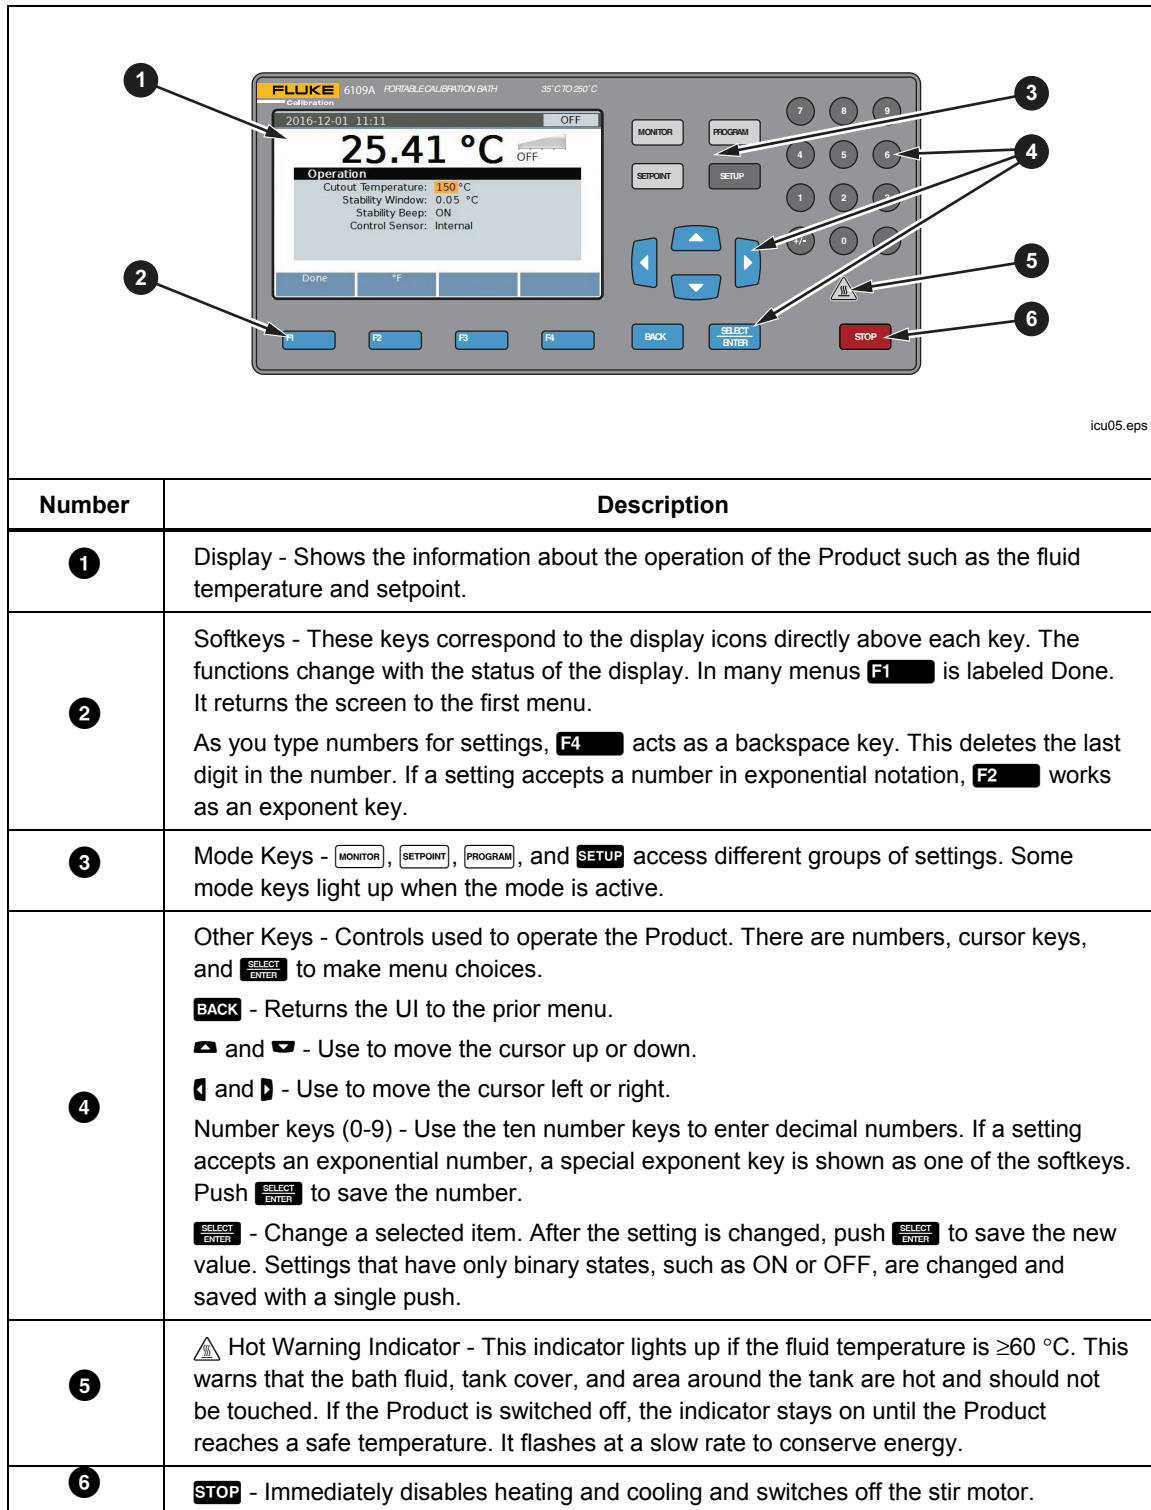 1
2
3
4
5
6
FLUKE 6109A PORTABLE CALIBRATION BATH 35°C TO 250°C
Calibration
2016-12-01 11:11 OFF
25.41 °C OFF
Operation
Cutout Temperature: 150 °C
Stability Window: 0.05 °C
Stability Beep: ON
Control Sensor: Internal
Done °F
F1 F2 F3 F4
MONITOR PROGRAM
SETPOINT SETUP
BACK SELECT ENTER STOP
7 8 9
4 5 6
1 2
+/- 0
icu05.eps
Number Description
1 Display - Shows the information about the operation of the Product such as the fluid
temperature and setpoint.
2 Softkeys - These keys correspond to the display icons directly above each key. The
functions change with the status of the display. In many menus F1 is labeled Done.
It returns the screen to the first menu.
As you type numbers for settings, F4 acts as a backspace key. This deletes the last
digit in the number. If a setting accepts a number in exponential notation, F2 works
as an exponent key.
3 Mode Keys - MONITOR, SETPOINT, PROGRAM, and SETUP access different groups of settings. Some
mode keys light up when the mode is active.
4 Other Keys - Controls used to operate the Product. There are numbers, cursor keys,
and SELECT ENTER to make menu choices.
BACK - Returns the UI to the prior menu.
and - Use to move the cursor up or down.
and - Use to move the cursor left or right.
Number keys (0-9) - Use the ten number keys to enter decimal numbers. If a setting
accepts an exponential number, a special exponent key is shown as one of the softkeys.
Push SELECT ENTER to save the number.
SELECT ENTER - Change a selected item. After the setting is changed, push SELECT ENTER to save the new
value. Settings that have only binary states, such as ON or OFF, are changed and
saved with a single push.
5 Hot Warning Indicator - This indicator lights up if the fluid temperature is ≥60 °C. This
warns that the bath fluid, tank cover, and area around the tank are hot and should not
be touched. If the Product is switched off, the indicator stays on until the Product
reaches a safe temperature. It flashes at a slow rate to conserve energy.
6 STOP - Immediately disables heating and cooling and switches off the stir motor.